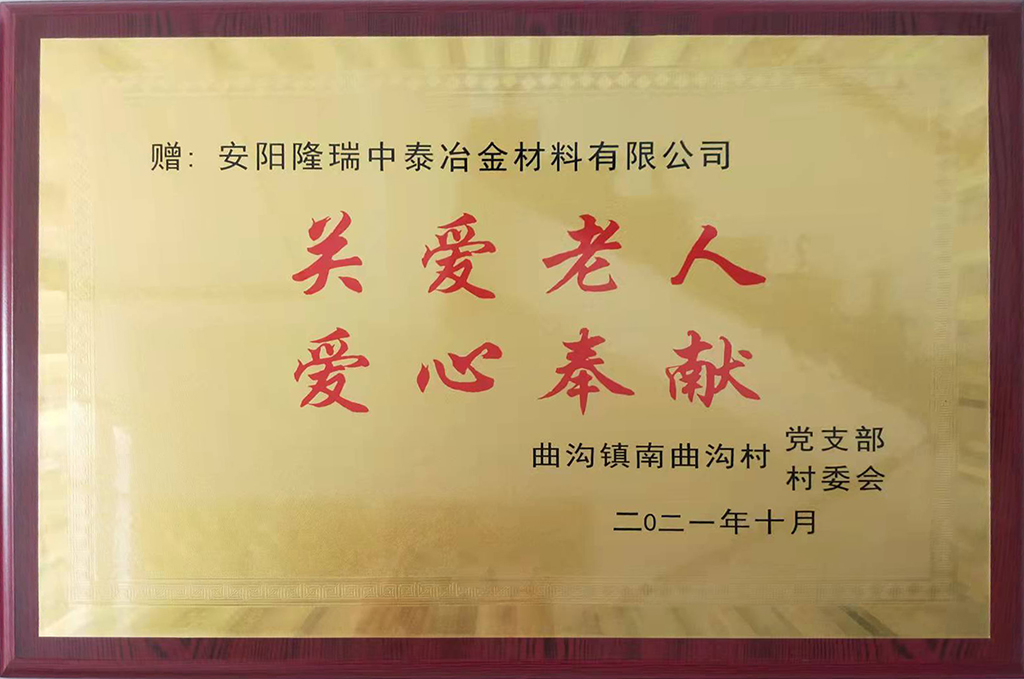 赠：安阳隆瑞中泰冶金材料有限公司
关爱老人
爱心奉献
曲沟镇南曲沟村 党支部
村委会
二0二一年十月